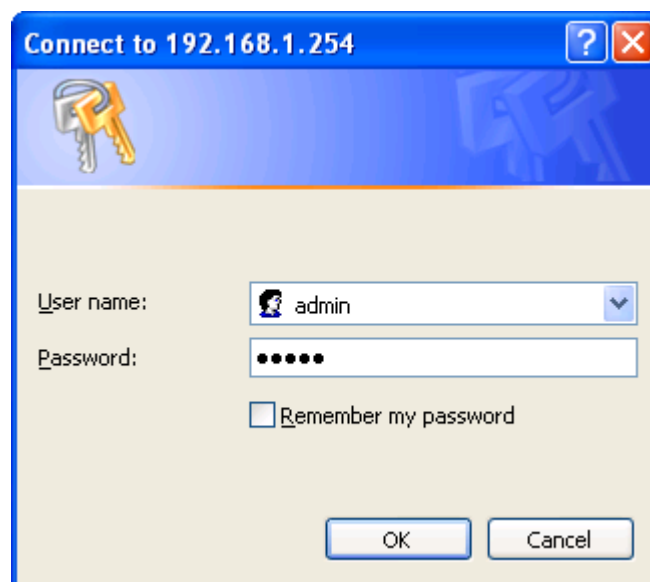 Connect to 192.168.1.254
User name: admin
Password: •••••
Remember my password
OK Cancel